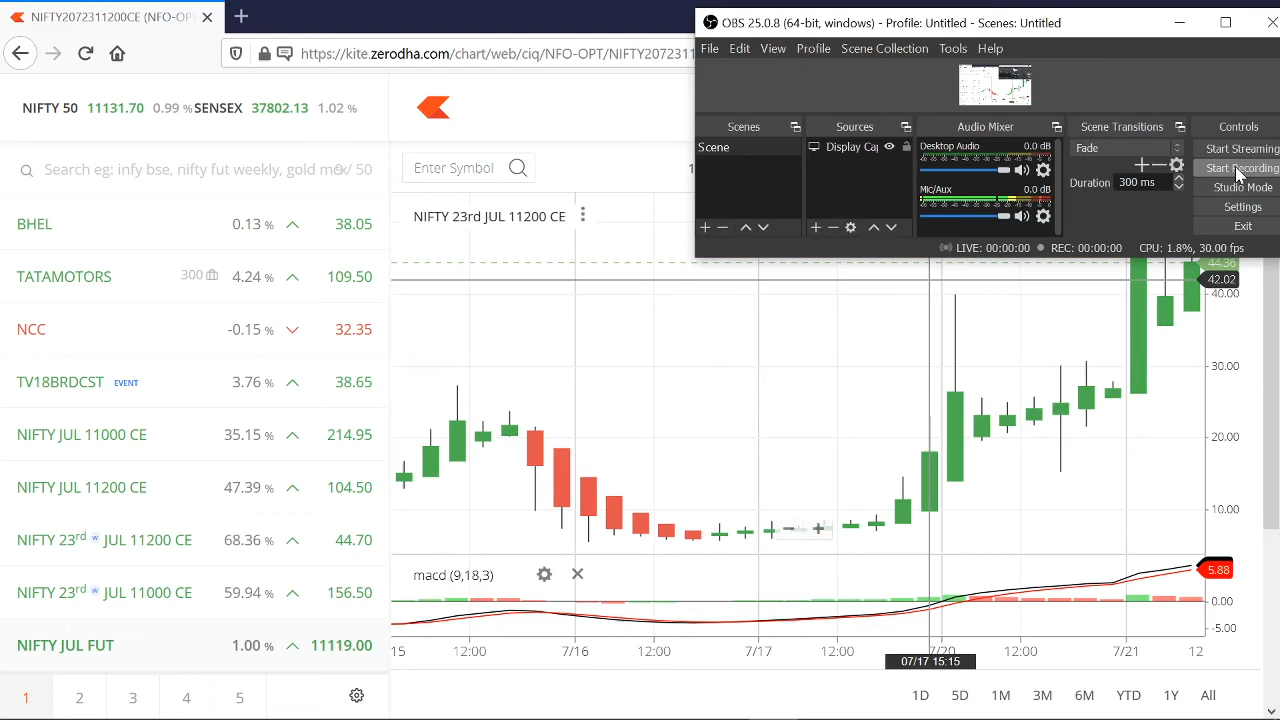 NIFTY2072311200CE (NFO-OP
https://kite.zerodha.com/chart/web/ciq/NFO-OPT/NIFTY2072311
OBS 25.0.8 (64-bit, windows) - Profile: Untitled - Scenes: Untitled
File Edit View Profile Scene Collection Tools Help
NIFTY 50 11131.70 0.99 % SENSEX 37302.13 1.02 %
Scenes Sources Audio Mixer Scene Transitions Controls
Scene Display Ca Desktop Audio 0.0 dB Fade Start Streaming
Search eg: infy bse, nifty fut weekly, gold mcx / 50
Enter Symb
Start Recording
Mic/Aux 0.0 dB Duration 300 ms Studio Mode
Settings
Exit
LIVE: 00:00:00 REC: 00:00:00 CPU: 1.8%, 30.00 fps
NIFTY 23rd JUL 11200 CE
BHEL 0.13 % 38.05
TATAMOTORS 300 4.24 % 109.50
NCC -0.15 % 32.35
TV18BRDCST EVENT 3.76 % 38.65
NIFTY JUL 11000 CE 35.15 % 214.95
NIFTY JUL 11200 CE 47.39 % 104.50
NIFTY 23rd w JUL 11200 CE 68.36 % 44.70
NIFTY 23rd w JUL 11000 CE 59.94 % 156.50
NIFTY JUL FUT 1.00 % 11119.00
1 2 3 4 5
44.36
42.02
40.00
30.00
20.00
10.00
macd (9,18,3)
5.88
0.00
-5.00
15 12:00 7/16 12:00 7/17 12:00 7/20 12:00 7/21 12
07/17 15:15
1D 5D 1M 3M 6M YTD 1Y All